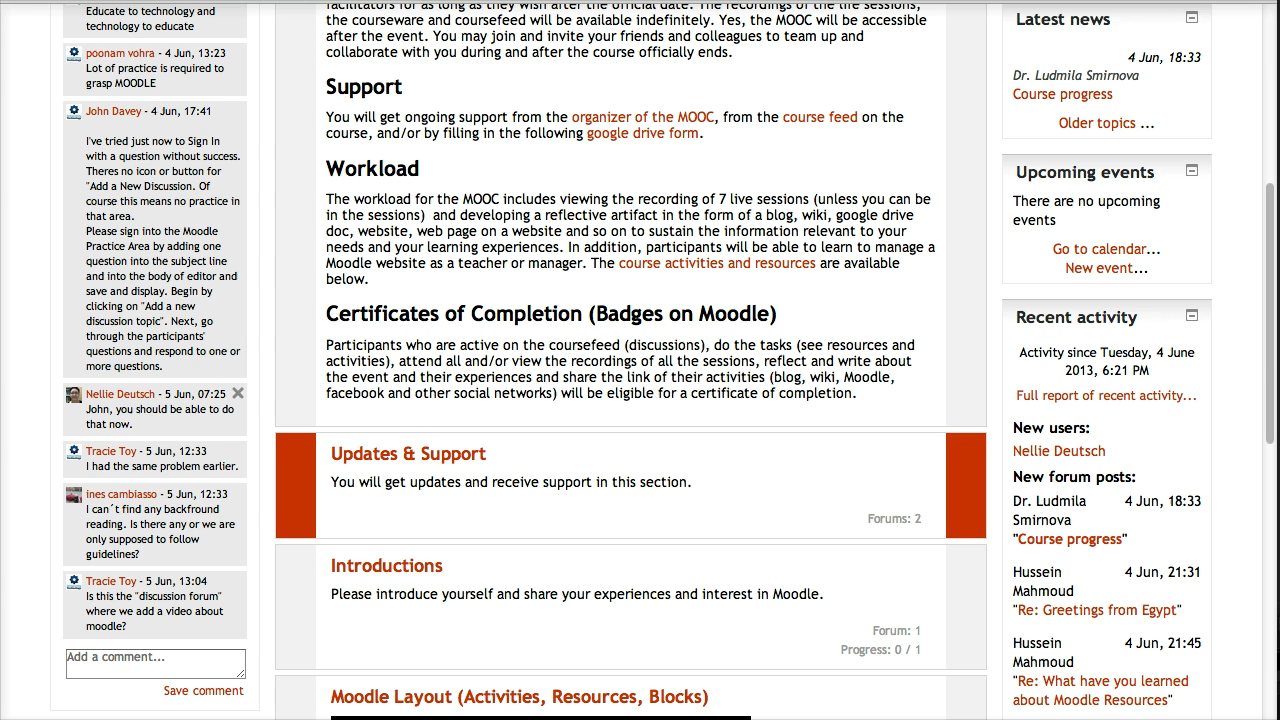 Educate to technology and
technology to educate
poonam vohra - 4 Jun, 13:23
Lot of practice is required to
grasp MOODLE
John Davey - 4 Jun, 17:41
I've tried just now to Sign In
with a question without success.
Theres no icon or button for
"Add a New Discussion. Of
course this means no practice in
that area.
Please sign into the Moodle
Practice Area by adding one
question into the subject line
and into the body of editor and
save and display. Begin by
clicking on "Add a new
discussion topic". Next, go
through the participants'
questions and respond to one or
more questions.
Nellie Deutsch - 5 Jun, 07:25
John, you should be able to do
that now.
Tracie Toy - 5 Jun, 12:33
I had the same problem earlier.
ines cambiasso - 5 Jun, 12:33
I can´t find any backfround
reading. Is there any or we are
only supposed to follow
guidelines?
Tracie Toy - 5 Jun, 13:04
Is this the "discussion forum"
where we add a video about
moodle?
Add a comment...
Save comment
facilitators for as long as they wish after the official date. The recordings of the life sessions,
the courseware and coursefeed will be available indefinitely. Yes, the MOOC will be accessible
after the event. You may join and invite your friends and colleagues to team up and
collaborate with you during and after the course officially ends.
Support
You will get ongoing support from the organizer of the MOOC, from the course feed on the
course, and/or by filling in the following google drive form.
Workload
The workload for the MOOC includes viewing the recording of 7 live sessions (unless you can be
in the sessions)  and developing a reflective artifact in the form of a blog, wiki, google drive
doc, website, web page on a website and so on to sustain the information relevant to your
needs and your learning experiences. In addition, participants will be able to learn to manage a
Moodle website as a teacher or manager. The course activities and resources are available
below.
Certificates of Completion (Badges on Moodle)
Participants who are active on the coursefeed (discussions), do the tasks (see resources and
activities), attend all and/or view the recordings of all the sessions, reflect and write about
the event and their experiences and share the link of their activities (blog, wiki, Moodle,
facebook and other social networks) will be eligible for a certificate of completion.
Updates & Support
You will get updates and receive support in this section.
Forums: 2
Introductions
Please introduce yourself and share your experiences and interest in Moodle.
Forum: 1
Progress: 0 / 1
Moodle Layout (Activities, Resources, Blocks)
Latest news
4 Jun, 18:33
Dr. Ludmila Smirnova
Course progress
Older topics ...
Upcoming events
There are no upcoming
events
Go to calendar...
New event...
Recent activity
Activity since Tuesday, 4 June
2013, 6:21 PM
Full report of recent activity...
New users:
Nellie Deutsch
New forum posts:
Dr. Ludmila 4 Jun, 18:33
Smirnova
"Course progress"
Hussein 4 Jun, 21:31
Mahmoud
"Re: Greetings from Egypt"
Hussein 4 Jun, 21:45
Mahmoud
"Re: What have you learned
about Moodle Resources"